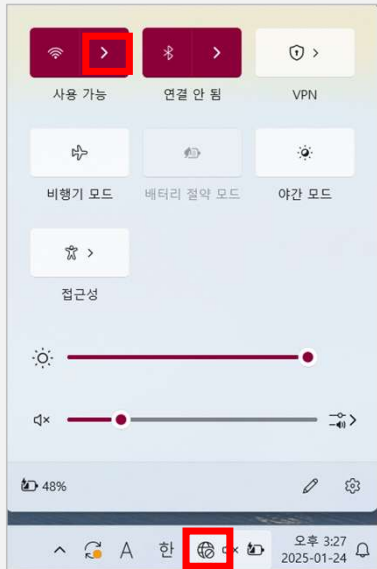 사용 가능
연결 안 됨
VPN
비행기 모드
배터리 절약 모드
야간 모드
접근성
48%
A 한
오후 3:27
2025-01-24